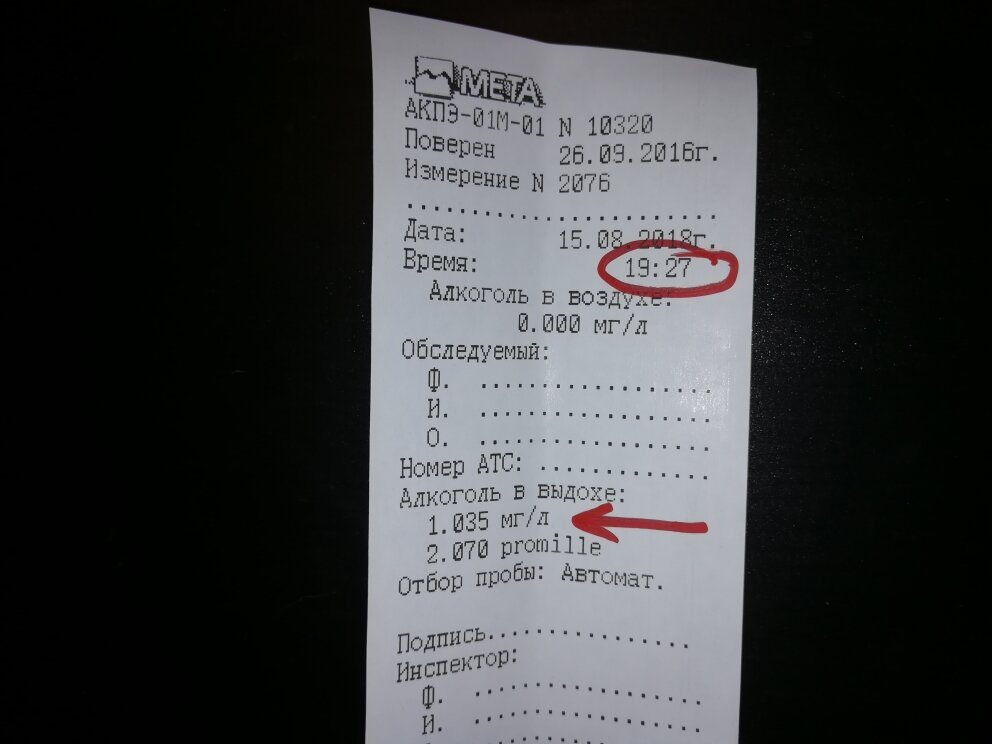 МЕТА
АКПЭ-01М-01 N 10320
Поверен 26.09.2016г.
Измерение N 2076
........................
Дата: 15.08.2018г.
Время: 19:27
Алкоголь в воздухе:
0.000 мг/л
Обследуемый:
Ф. ..................
И. ..................
О. ..................
Номер АТС: .............
Алкоголь в выдохе:
1.035 мг/л
2.070 promille
Отбор пробы: Автомат.
Подпись................
Инспектор:
Ф. ..................
И. ..................